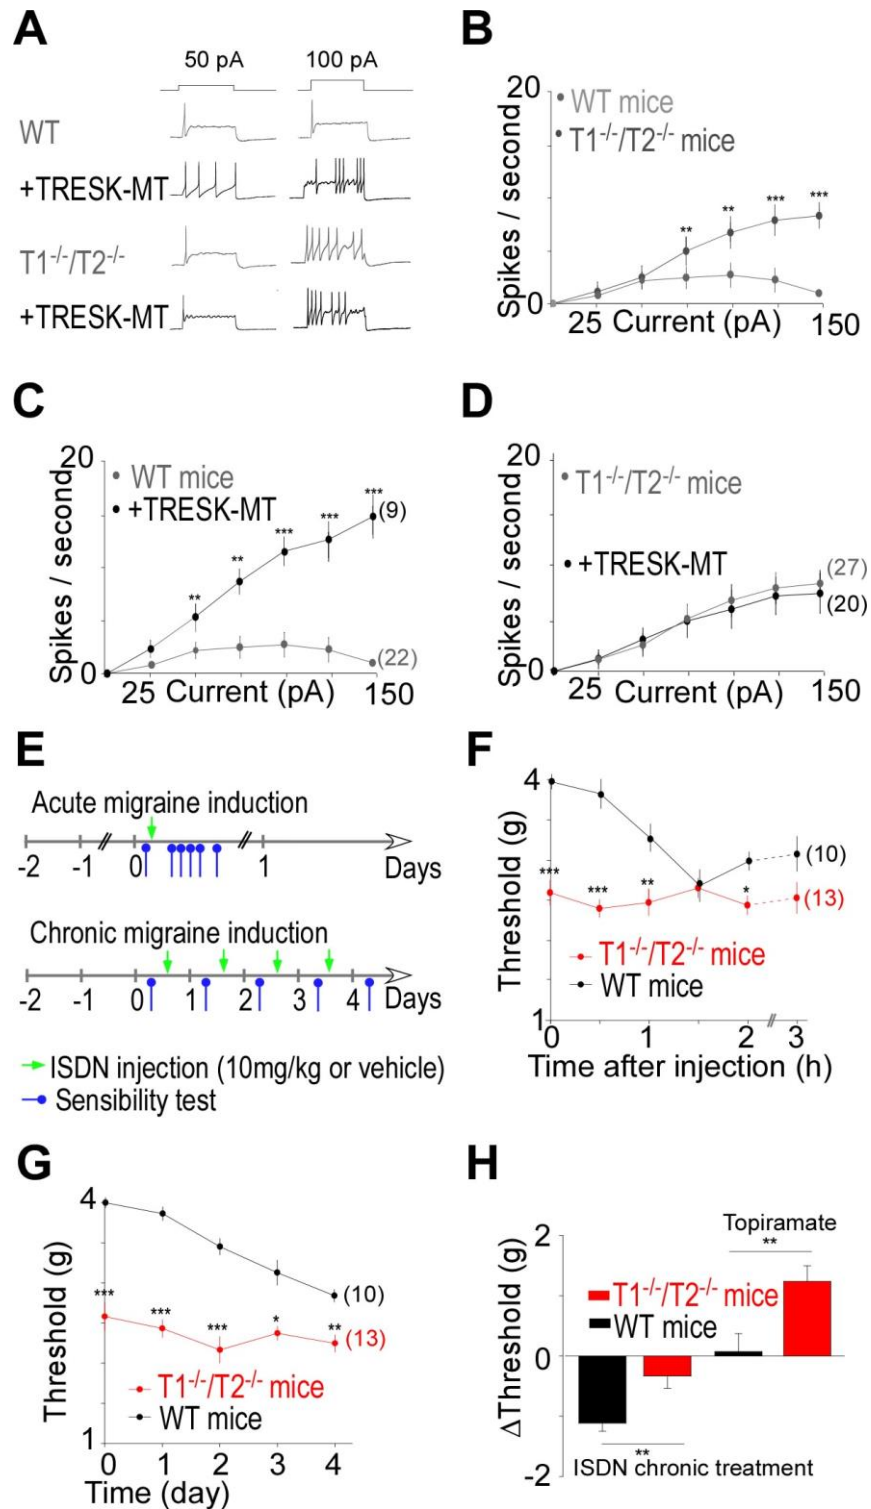 A
50 pA 100 pA
WT
+TRESK-MT
T1-/-/T2-/-
+TRESK-MT
B
20
WT mice
T1-/-/T2-/- mice
** ** *** ***
Spikes / second
0
25 Current (pA) 150
C
20
WT mice
+TRESK-MT
*** (9)
** ** *** ***
Spikes / second
(22)
0
25 Current (pA) 150
D
20
T1-/-/T2-/- mice
+TRESK-MT
(27)
(20)
Spikes / second
0
25 Current (pA) 150
E
Acute migraine induction
-2 -1 0 1 Days
Chronic migraine induction
-2 -1 0 1 2 3 4 Days
ISDN injection (10mg/kg or vehicle)
Sensibility test
F
4
(10)
*** *** ** *
(13)
Threshold (g)
T1-/-/T2-/- mice
WT mice
1
0 1 2 3
Time after injection (h)
G
4
(10)
*** *** *** * **
(13)
Threshold (g)
T1-/-/T2-/- mice
WT mice
1
0 1 2 3 4
Time (day)
H
2
Topiramate
**
T1-/-/T2-/- mice
WT mice
0
ΔThreshold (g)
**
ISDN chronic treatment
-2